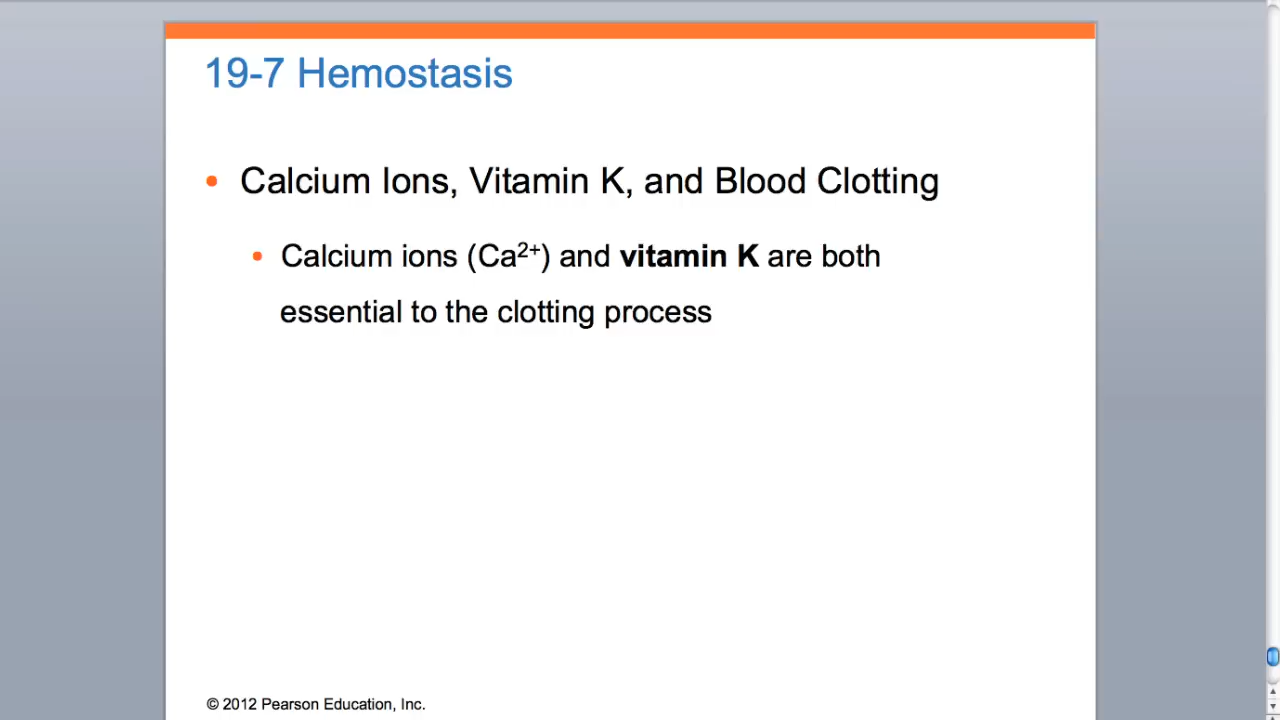 19-7 Hemostasis
• Calcium Ions, Vitamin K, and Blood Clotting
• Calcium ions (Ca²⁺) and vitamin K are both
essential to the clotting process
© 2012 Pearson Education, Inc.